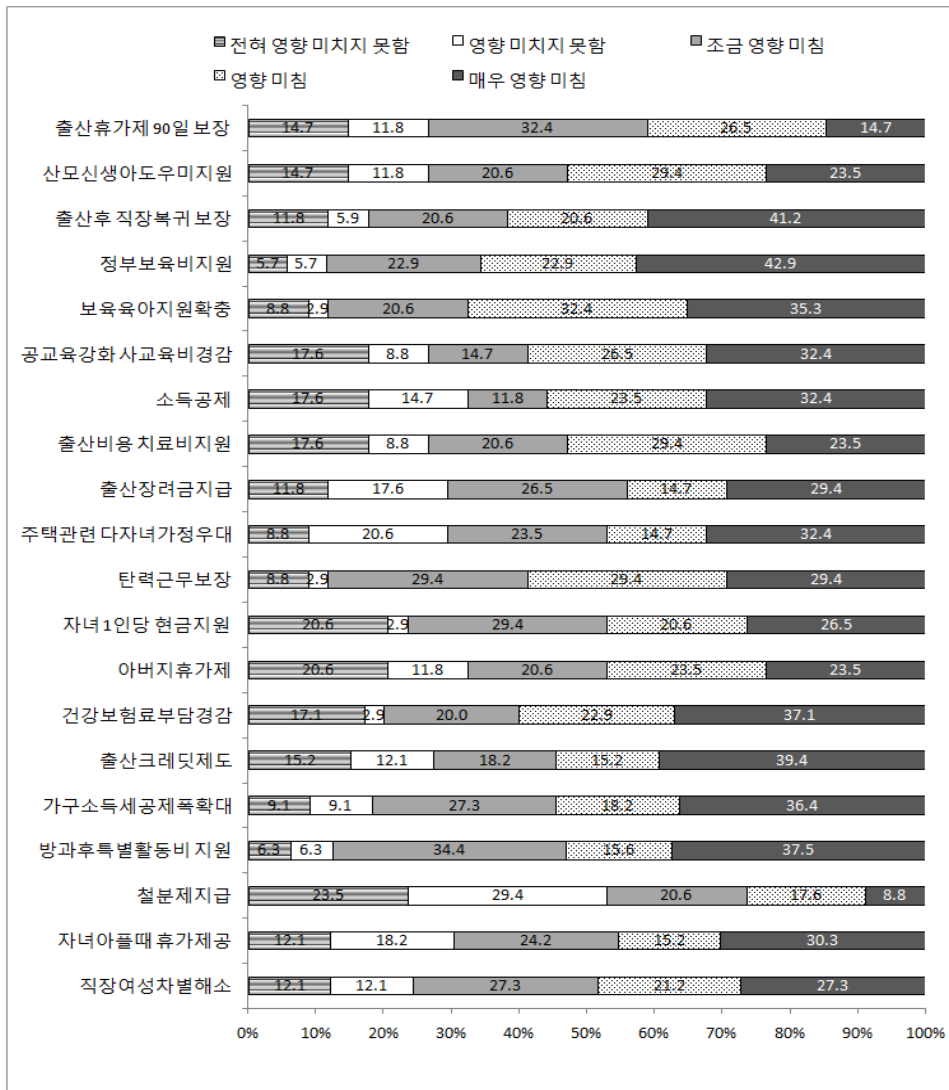 전혀 영향 미치지 못함 영향 미치지 못함 조금 영향 미침
영향 미침 매우 영향 미침
출산휴가제 90일 보장 14.7 11.8 32.4 26.5 14.7
산모신생아도우미지원 14.7 11.8 20.6 29.4 23.5
출산후 직장복귀 보장 11.8 5.9 20.6 20.6 41.2
정부보육비지원 5.7 5.7 22.9 22.9 42.9
보육육아지원확충 8.8 2.9 20.6 32.4 35.3
공교육강화 사교육비경감 17.6 8.8 14.7 26.5 32.4
소득공제 17.6 14.7 11.8 23.5 32.4
출산비용 치료비지원 17.6 8.8 20.6 29.4 23.5
출산장려금지급 11.8 17.6 26.5 14.7 29.4
주택관련 다자녀가정우대 8.8 20.6 23.5 14.7 32.4
탄력근무보장 8.8 2.9 29.4 29.4 29.4
자녀 1인당 현금지원 20.6 2.9 29.4 20.6 26.5
아버지휴가제 20.6 11.8 20.6 23.5 23.5
건강보험료부담경감 17.1 2.9 20.0 22.9 37.1
출산크레딧제도 15.2 12.1 18.2 15.2 39.4
가구소득세공제폭확대 9.1 9.1 27.3 18.2 36.4
방과후특별활동비 지원 6.3 6.3 34.4 15.6 37.5
철분제지급 23.5 29.4 20.6 17.6 8.8
자녀아플때 휴가제공 12.1 18.2 24.2 15.2 30.3
직장여성차별해소 12.1 12.1 27.3 21.2 27.3
0% 10% 20% 30% 40% 50% 60% 70% 80% 90% 100%